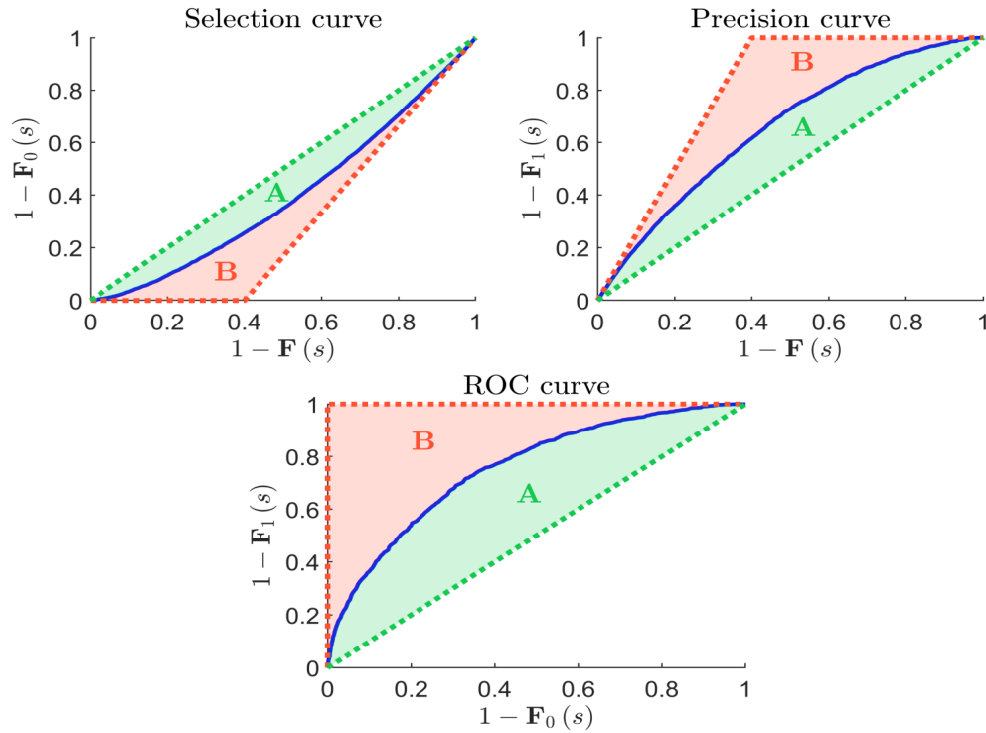 Selection curve
1 − F₀ (s)
1
0.8
0.6
0.4
0.2
0
A
B
0 0.2 0.4 0.6 0.8 1
1 − F (s)
Precision curve
1 − F₁ (s)
1
0.8
0.6
0.4
0.2
0
B
A
0 0.2 0.4 0.6 0.8 1
1 − F (s)
ROC curve
1 − F₁ (s)
1
0.8
0.6
0.4
0.2
0
B
A
0 0.2 0.4 0.6 0.8 1
1 − F₀ (s)